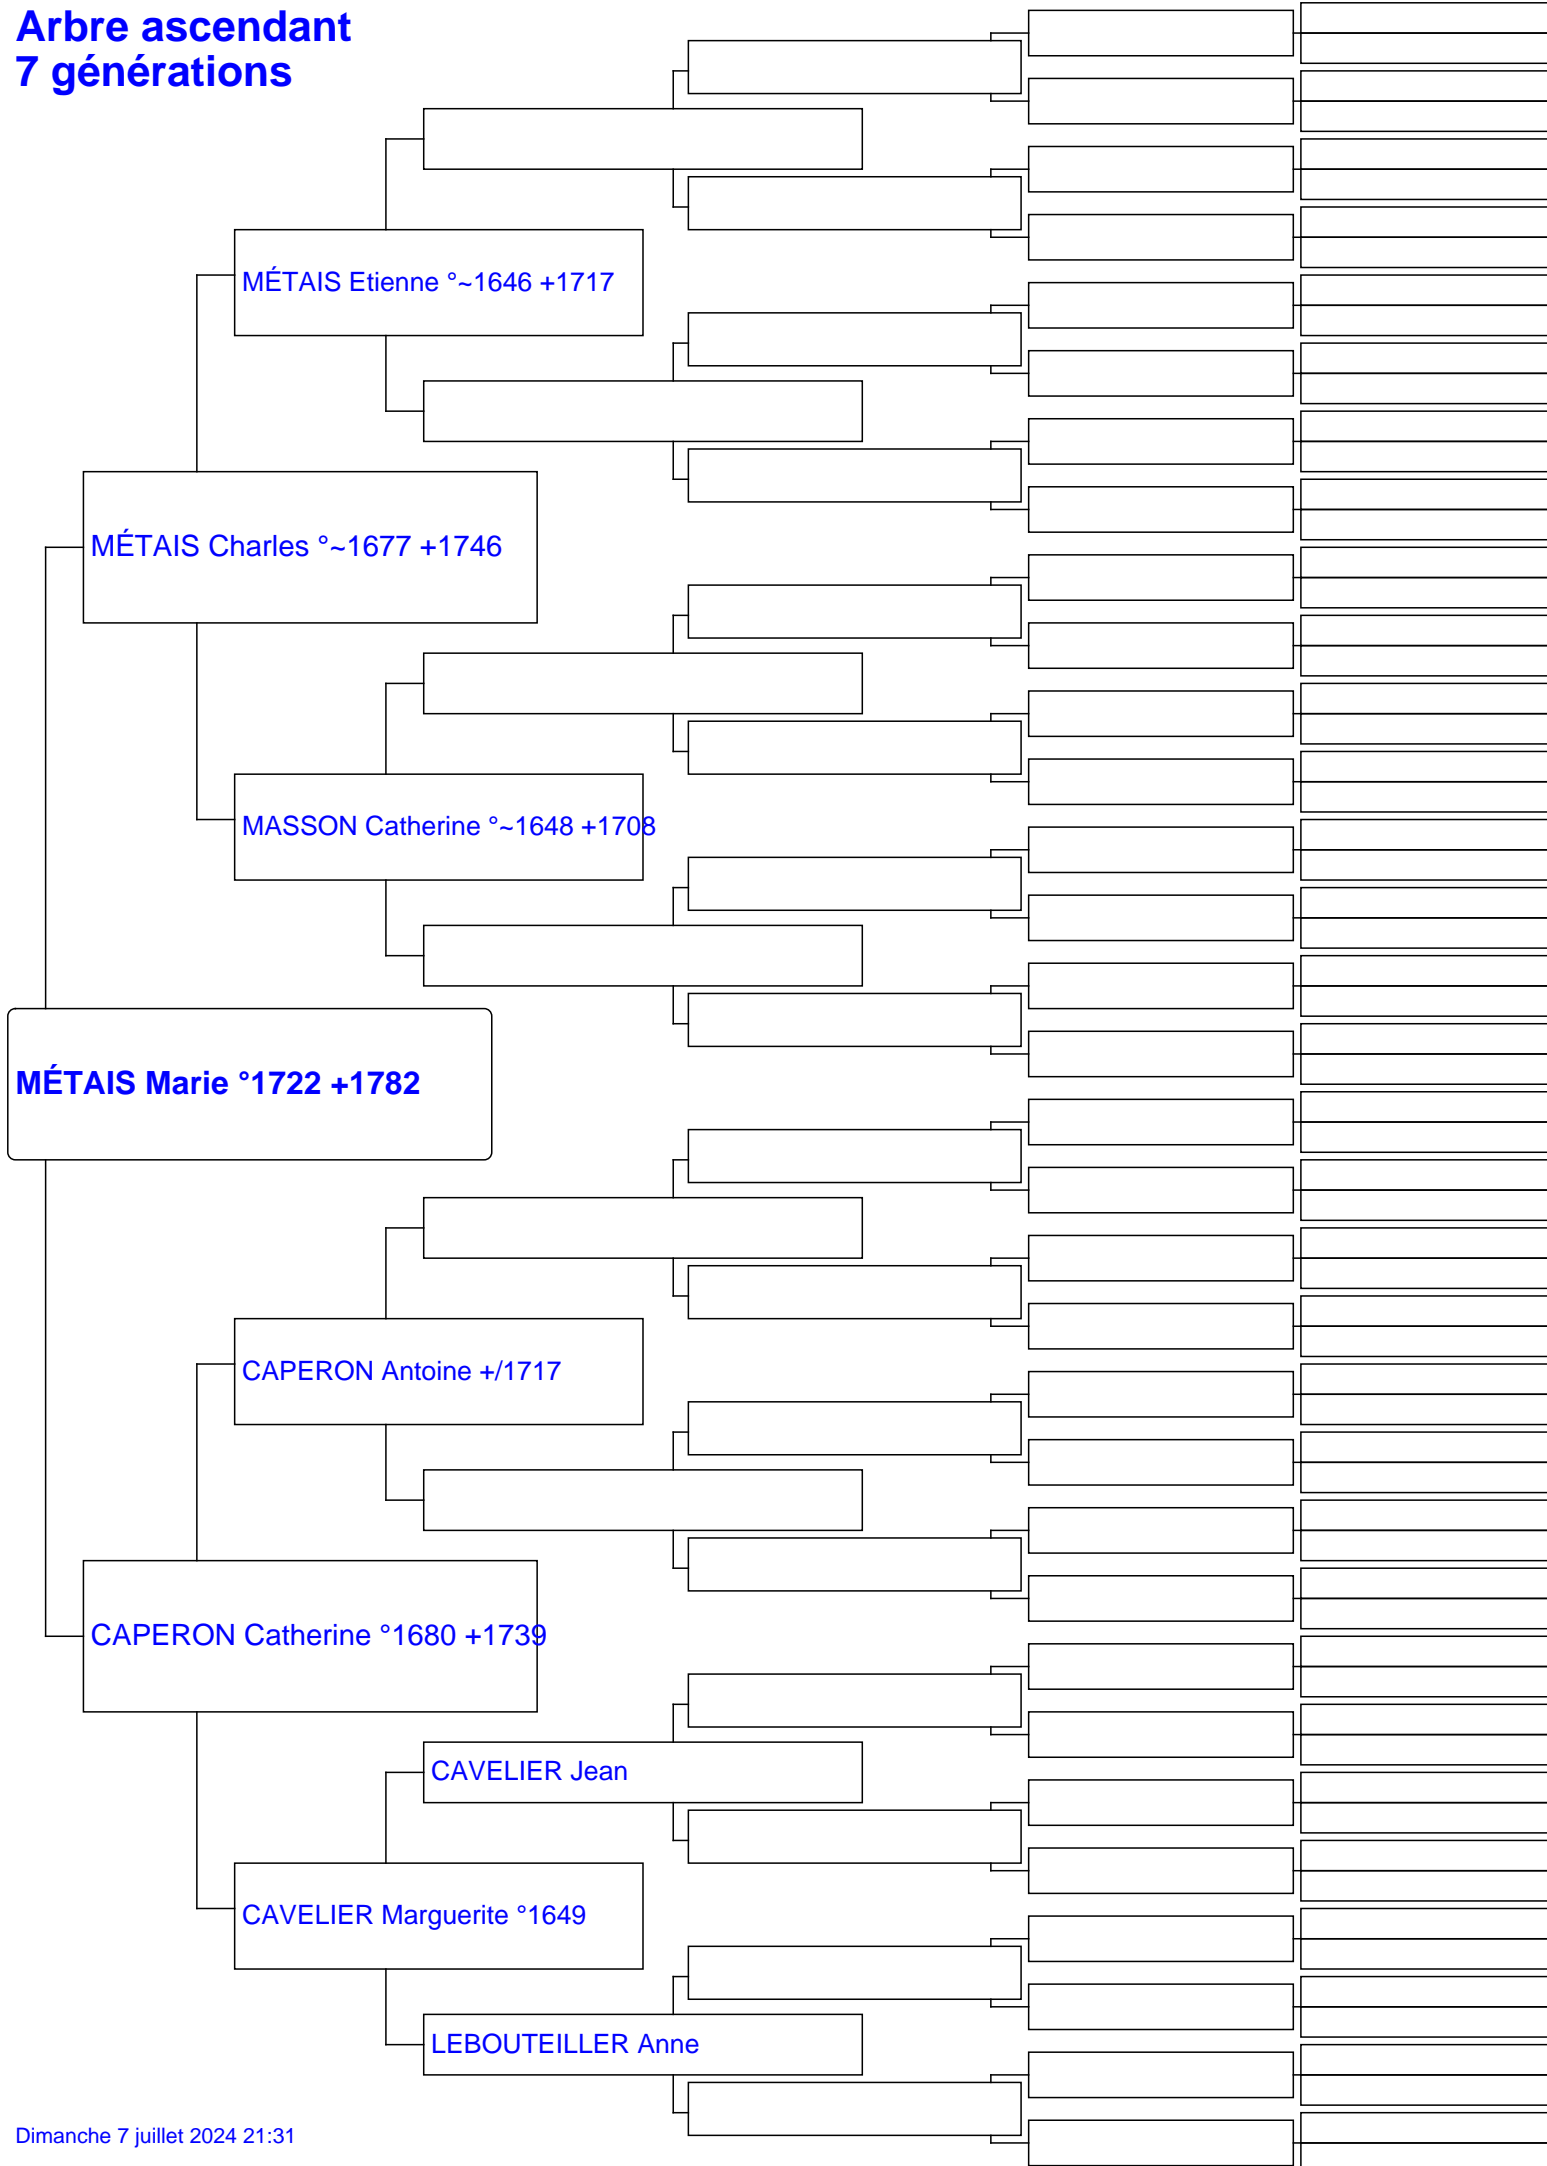 Arbre ascendant
7 générations
MÉTAIS Etienne °~1646 +1717
MÉTAIS Charles °~1677 +1746
MASSON Catherine °~1648 +1708
MÉTAIS Marie °1722 +1782
CAPERON Antoine +/1717
CAPERON Catherine °1680 +1739
CAVELIER Jean
CAVELIER Marguerite °1649
LEBOUTEILLER Anne
Dimanche 7 juillet 2024 21:31